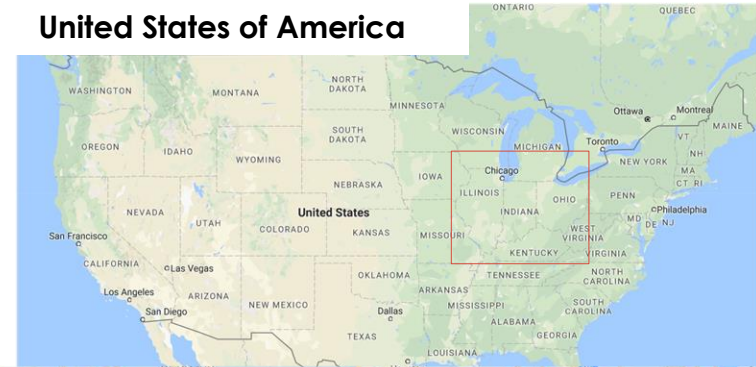 United States of America
ONTARIO
QUEBEC
WASHINGTON
MONTANA
NORTH
DAKOTA
MINNESOTA
Ottawa
Montreal
MAINE
OREGON
IDAHO
WYOMING
SOUTH
DAKOTA
WISCONSIN
MICHIGAN
Toronto
VT
NH
NEW YORK
MA
CT RI
IOWA
Chicago
NEBRASKA
ILLINOIS
INDIANA
OHIO
PENN
Philadelphia
MD
DE
NJ
NEVADA
UTAH
COLORADO
United States
KANSAS
MISSOURI
WEST
VIRGINIA
VIRGINIA
KENTUCKY
San Francisco
CALIFORNIA
Las Vegas
Los Angeles
San Diego
ARIZONA
NEW MEXICO
OKLAHOMA
ARKANSAS
TENNESSEE
NORTH
CAROLINA
Dallas
MISSISSIPPI
ALABAMA
SOUTH
CAROLINA
GEORGIA
TEXAS
LOUISIANA